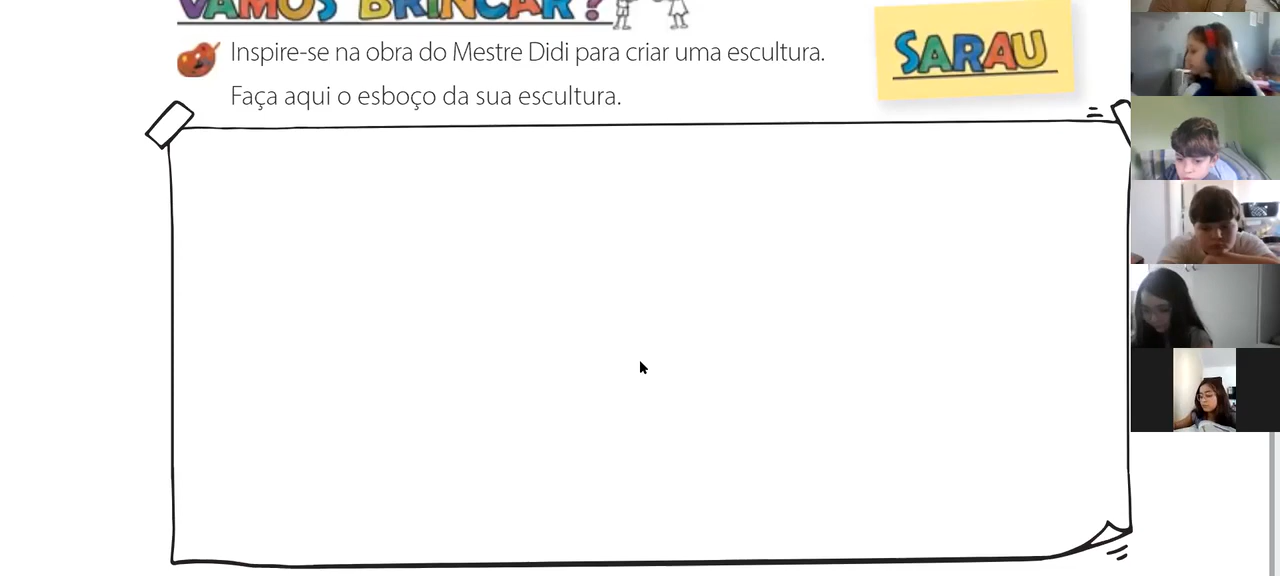 VAMOS BRINCAR?
Inspire-se na obra do Mestre Didi para criar uma escultura.
Faça aqui o esboço da sua escultura.
SARAU